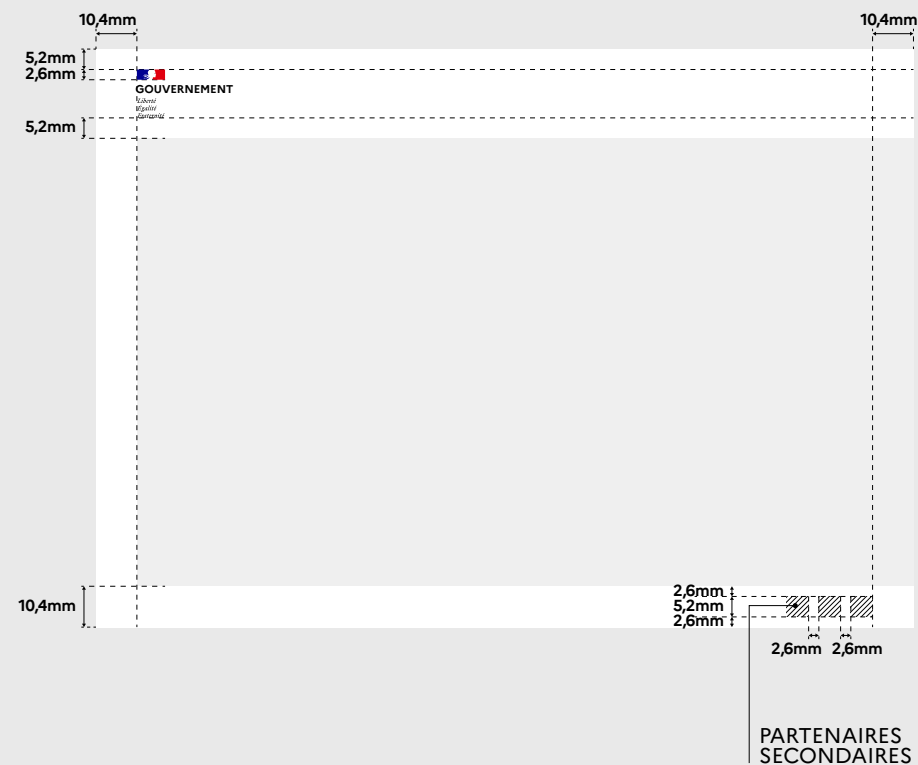 10,4mm
10,4mm
5,2mm
2,6mm
GOUVERNEMENT
Liberté
Égalité
Fraternité
5,2mm
10,4mm
2,6mm
5,2mm
2,6mm
2,6mm
2,6mm
PARTENAIRES
SECONDAIRES